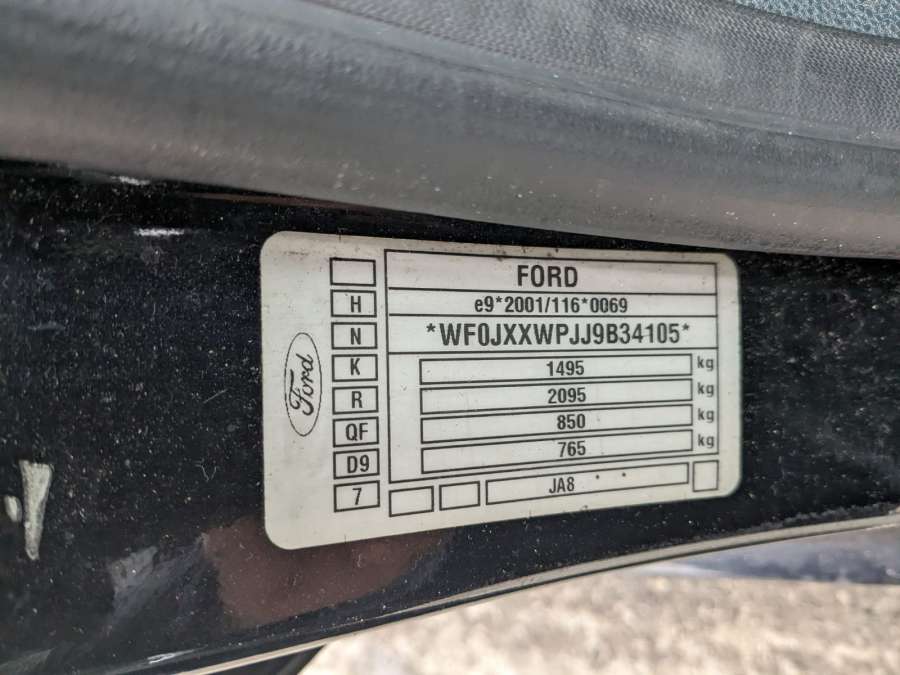 Ford
H
N
K
R
QF
D9
7
FORD
e9*2001/116*0069
*WF0JXXWPJJ9B34105*
1495 kg
2095 kg
850 kg
765 kg
JA8